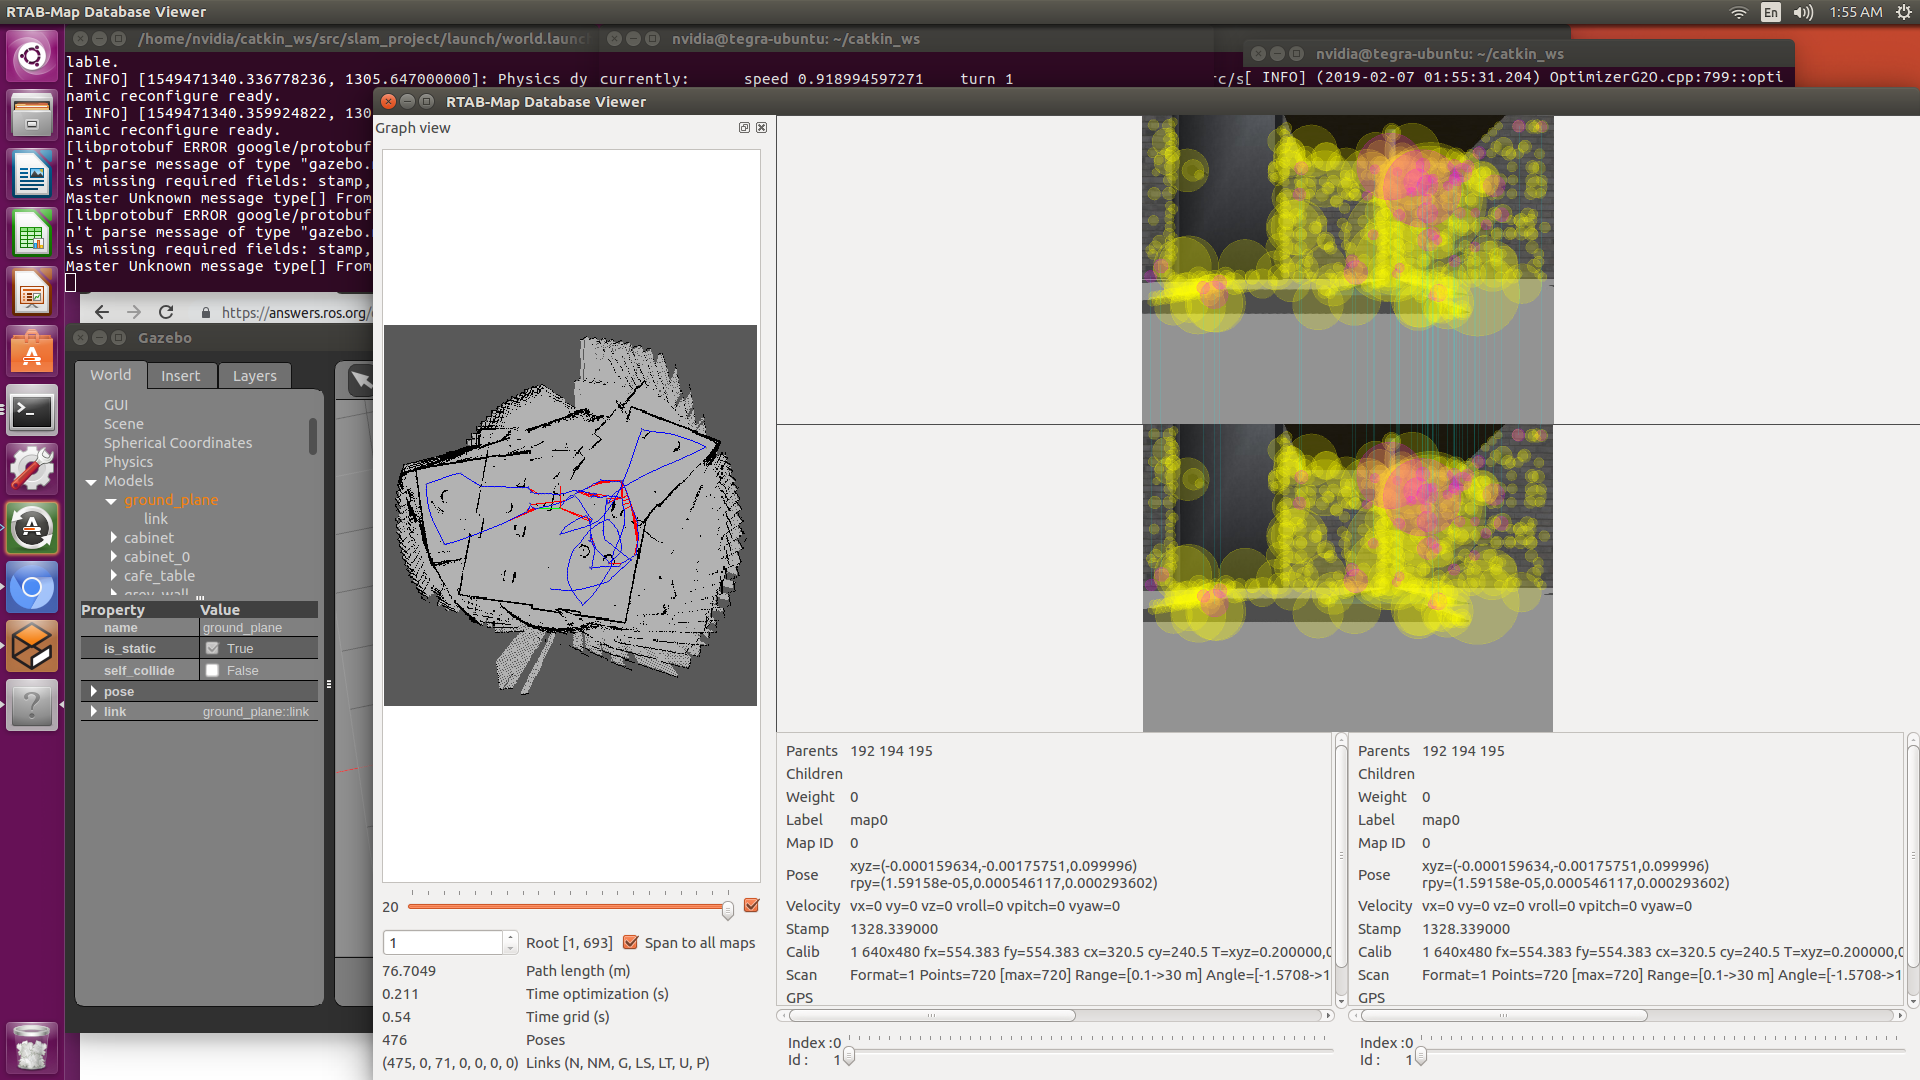 RTAB-Map Database Viewer
En
1:55 AM
/home/nvidia/catkin_ws/src/slam_project/launch/world.launc
nvidia@tegra-ubuntu: ~/catkin_ws
nvidia@tegra-ubuntu: ~/catkin_ws
lable.
[ INFO] [1549471340.336778236, 1305.647000000]: Physics dy
namic reconfigure ready.
[ INFO] [1549471340.359924822, 130
namic reconfigure ready.
[libprotobuf ERROR google/protobuf
n't parse message of type "gazebo.
is missing required fields: stamp,
Master Unknown message type[] From
[libprotobuf ERROR google/protobuf
n't parse message of type "gazebo.
is missing required fields: stamp,
Master Unknown message type[] From
currently: speed 0.918994597271 turn 1
rc/s
[ INFO] (2019-02-07 01:55:31.204) OptimizerG2O.cpp:799::opti
https://answers.ros.org/
Gazebo
World
Insert
Layers
GUI
Scene
Spherical Coordinates
Physics
Models
ground_plane
link
cabinet
cabinet_0
cafe_table
grey_wall
Property Value
name ground_plane
is_static True
self_collide False
pose
link ground_plane::link
RTAB-Map Database Viewer
Graph view
20
1 Root [1, 693] Span to all maps
76.7049 Path length (m)
0.211 Time optimization (s)
0.54 Time grid (s)
476 Poses
(475, 0, 71, 0, 0, 0, 0) Links (N, NM, G, LS, LT, U, P)
Parents 192 194 195
Children
Weight 0
Label map0
Map ID 0
Pose xyz=(-0.000159634,-0.00175751,0.099996)
rpy=(1.59158e-05,0.000546117,0.000293602)
Velocity vx=0 vy=0 vz=0 vroll=0 vpitch=0 vyaw=0
Stamp 1328.339000
Calib 1 640x480 fx=554.383 fy=554.383 cx=320.5 cy=240.5 T=xyz=0.200000,0
Scan Format=1 Points=720 [max=720] Range=[0.1->30 m] Angle=[-1.5708->1
GPS
Index :0
Id : 1
Parents 192 194 195
Children
Weight 0
Label map0
Map ID 0
Pose xyz=(-0.000159634,-0.00175751,0.099996)
rpy=(1.59158e-05,0.000546117,0.000293602)
Velocity vx=0 vy=0 vz=0 vroll=0 vpitch=0 vyaw=0
Stamp 1328.339000
Calib 1 640x480 fx=554.383 fy=554.383 cx=320.5 cy=240.5 T=xyz=0.200000,0
Scan Format=1 Points=720 [max=720] Range=[0.1->30 m] Angle=[-1.5708->1
GPS
Index :0
Id : 1